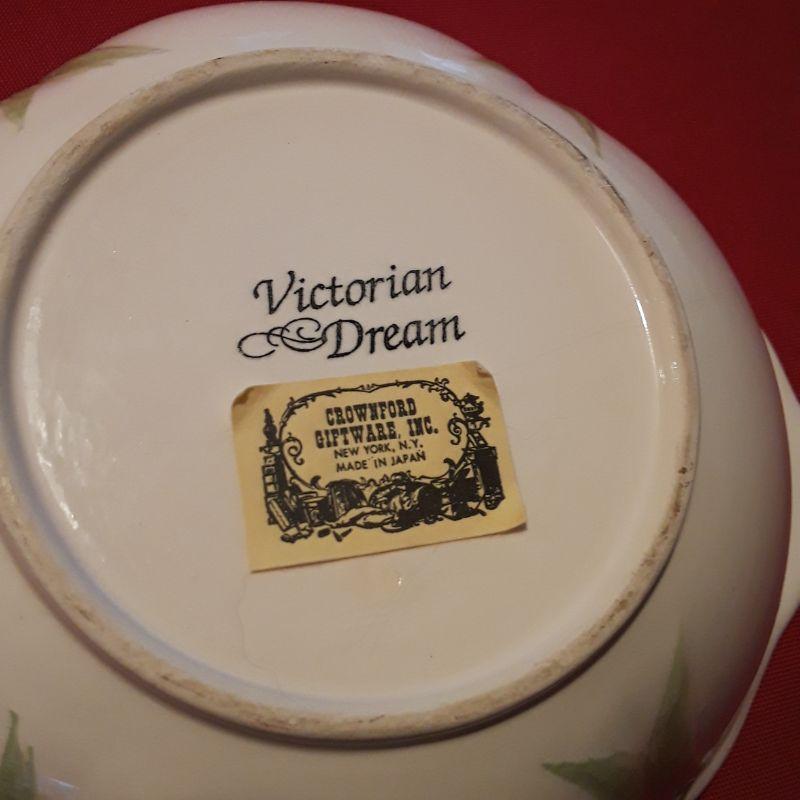 Victorian
Dream
CROWNFORD
GIFTWARE, INC.
NEW YORK, N.Y.
MADE IN JAPAN